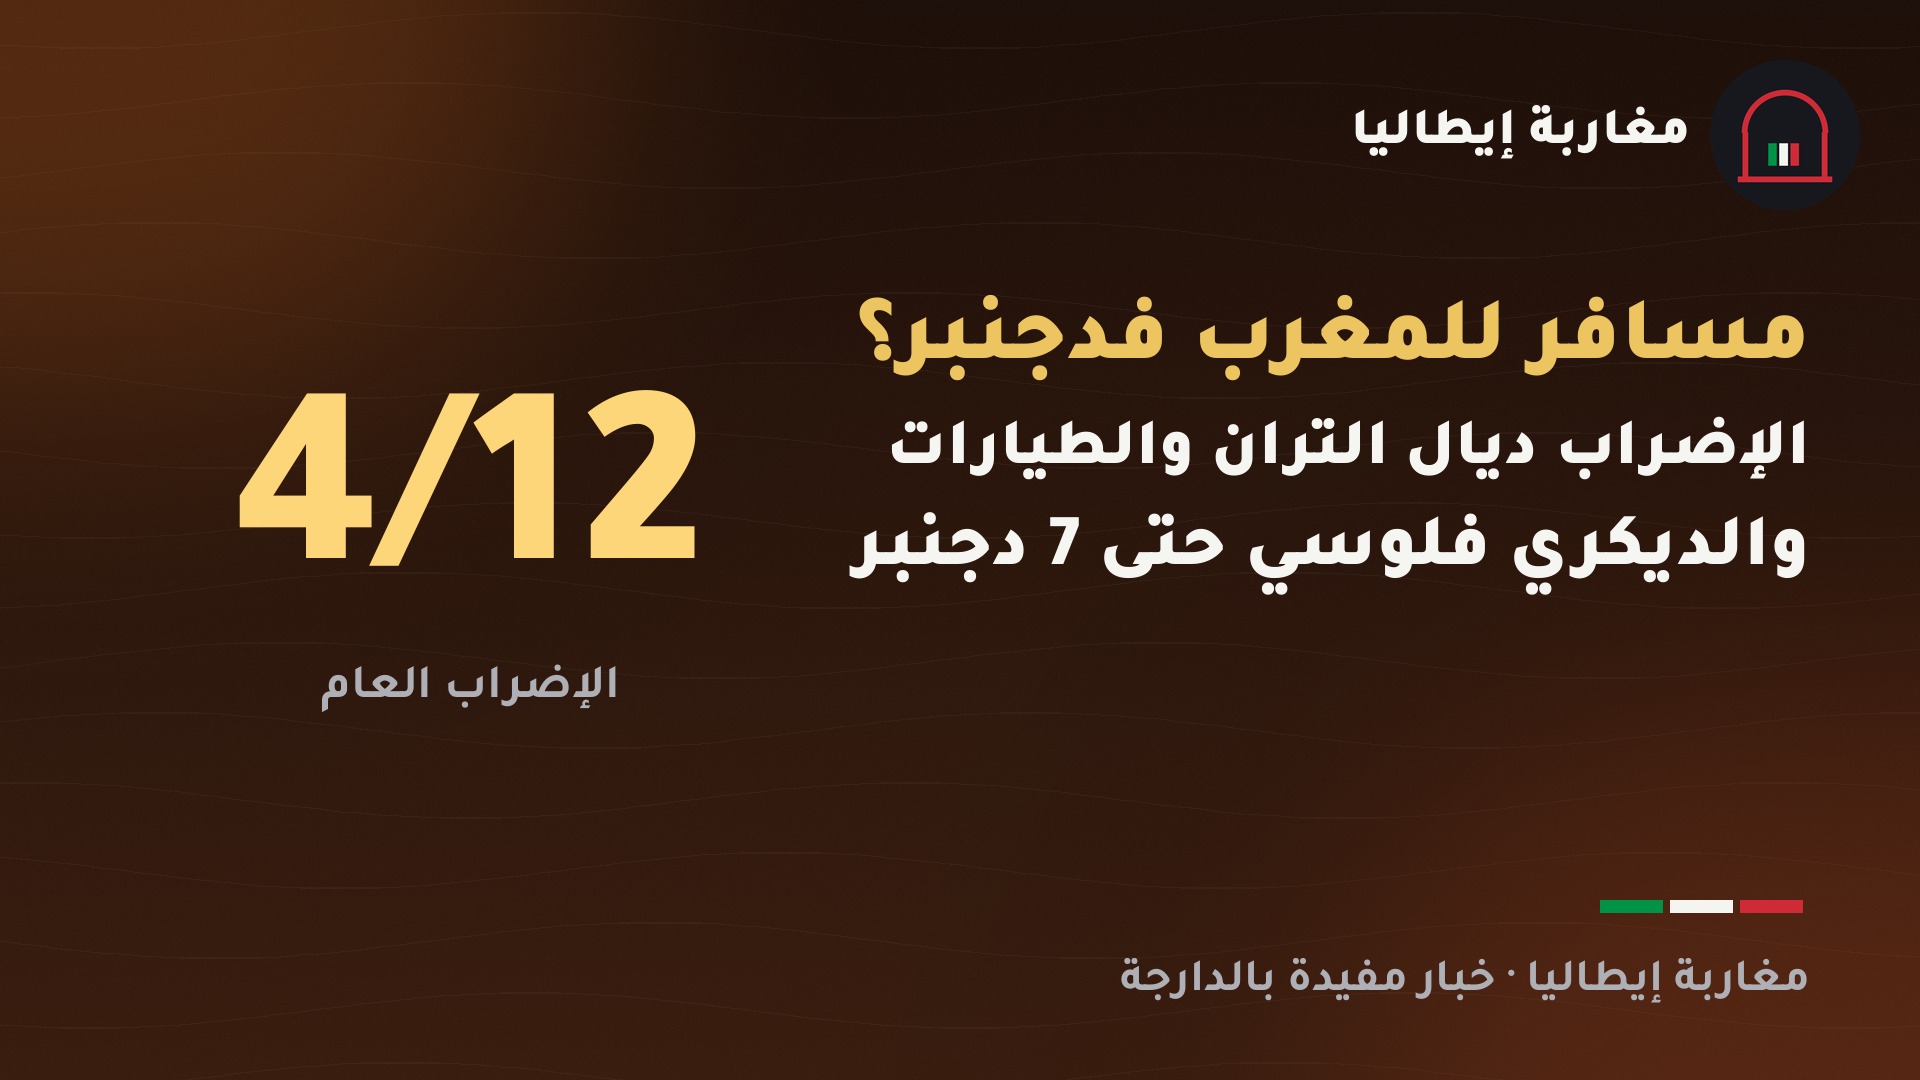 مغاربة إيطاليا
مسافر للمغرب فدجنبر؟
الإضراب ديال التران والطيارات
والديكري فلوسي حتى 7 دجنبر
4/12
الإضراب العام
مغاربة إيطاليا · خبار مفيدة بالدارجة